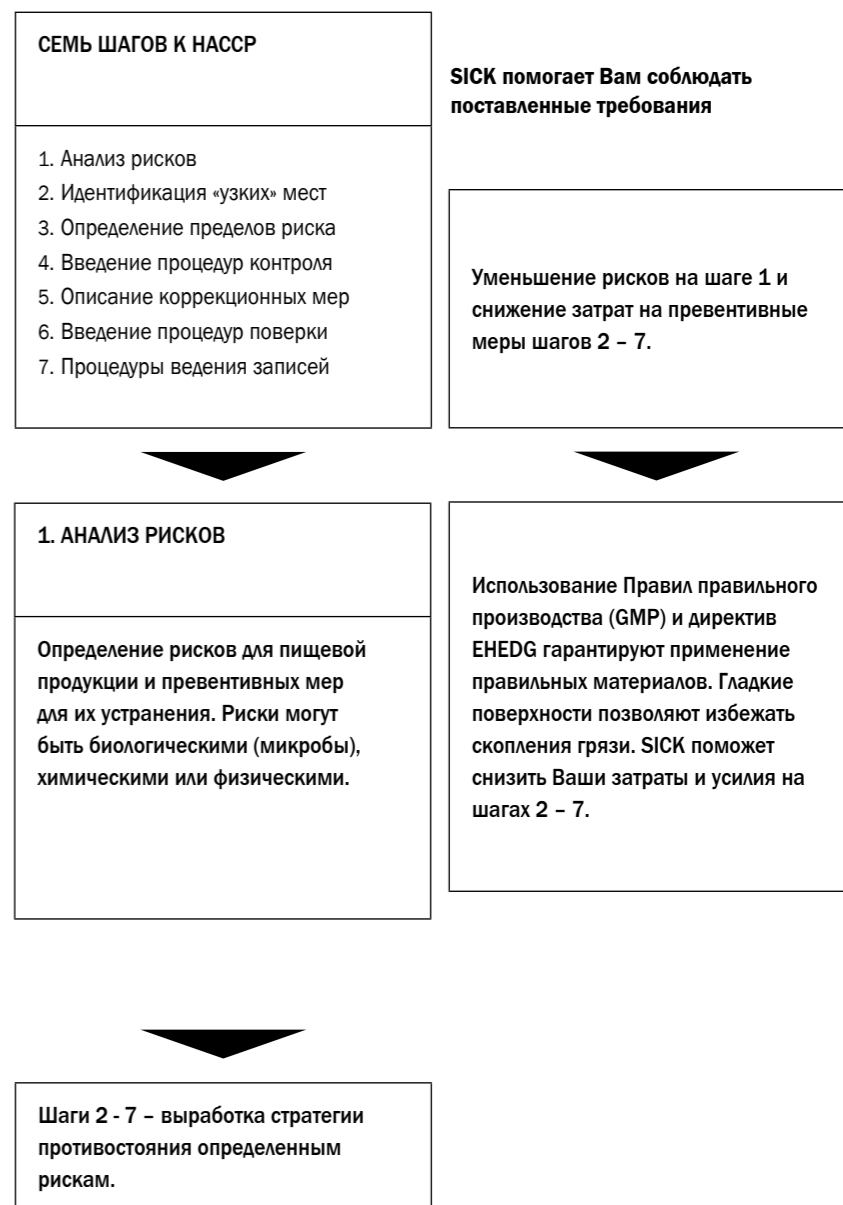 СЕМЬ ШАГОВ К НАССР
1. Анализ рисков
2. Идентификация «узких» мест
3. Определение пределов риска
4. Введение процедур контроля
5. Описание коррекционных мер
6. Введение процедур поверки
7. Процедуры ведения записей
SICK помогает Вам соблюдать
поставленные требования
Уменьшение рисков на шаге 1 и
снижение затрат на превентивные
меры шагов 2 – 7.
1. АНАЛИЗ РИСКОВ
Определение рисков для пищевой
продукции и превентивных мер
для их устранения. Риски могут
быть биологическими (микробы),
химическими или физическими.
Использование Правил правильного
производства (GMP) и директив
EHEDG гарантируют применение
правильных материалов. Гладкие
поверхности позволяют избежать
скопления грязи. SICK поможет
снизить Ваши затраты и усилия на
шагах 2 – 7.
Шаги 2 - 7 – выработка стратегии
противостояния определенным
рискам.